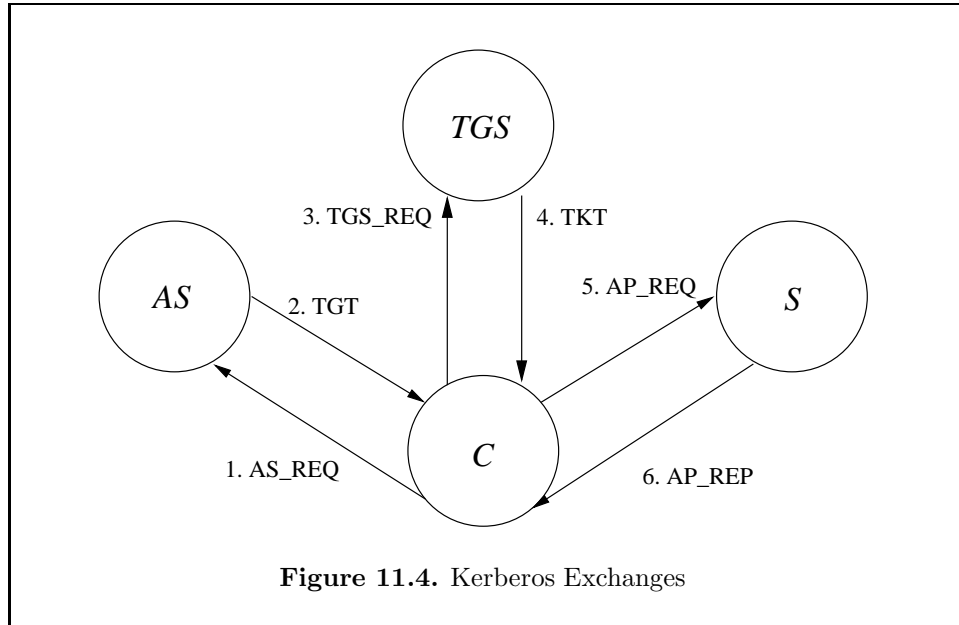 TGS
3. TGS_REQ
4. TKT
AS
2. TGT
5. AP_REQ
S
1. AS_REQ
C
6. AP_REP
Figure 11.4. Kerberos Exchanges